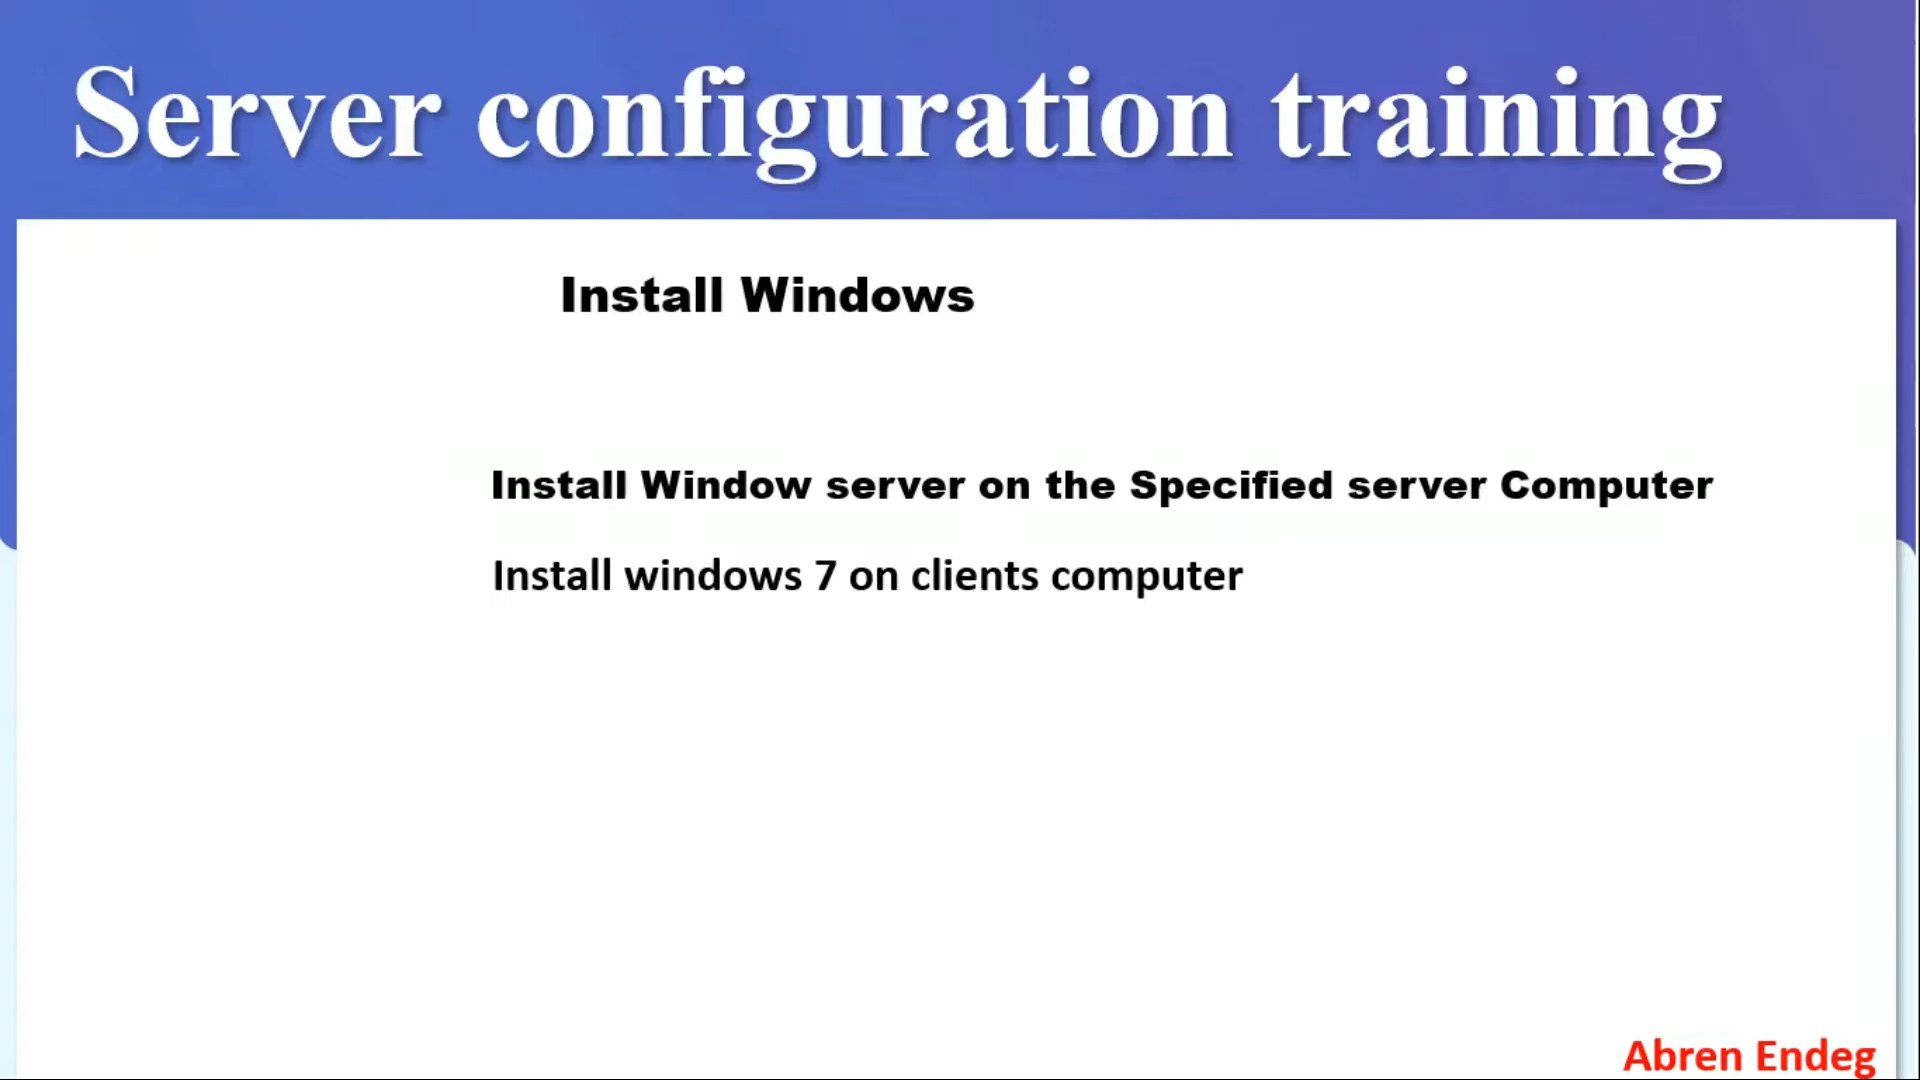 Server configuration training
Install Windows
Install Window server on the Specified server Computer
Install windows 7 on clients computer
Abren Endeg